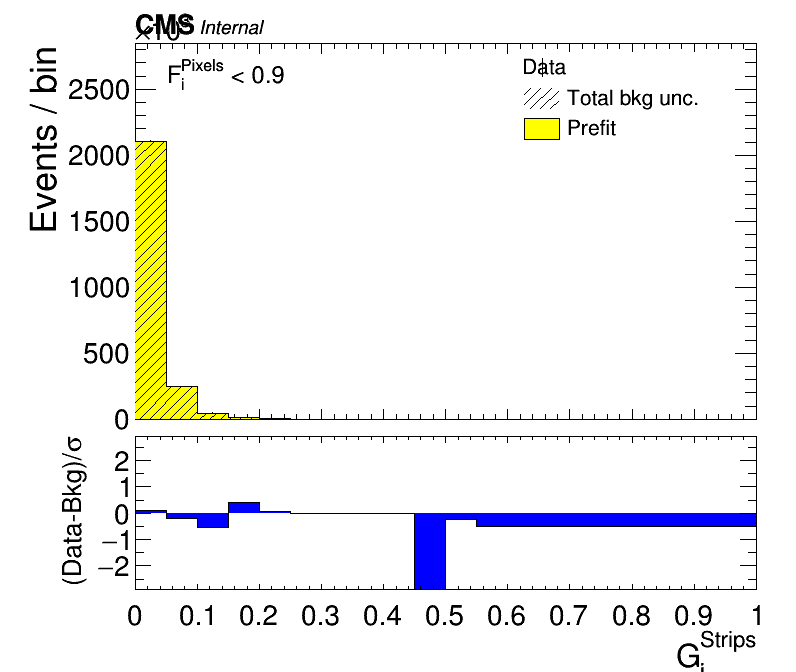 CMS Internal
×10³
F_i^Pixels < 0.9
Data
Total bkg unc.
Prefit
Events / bin
2500
2000
1500
1000
500
0
(Data-Bkg)/σ
2
1
0
−1
−2
0 0.1 0.2 0.3 0.4 0.5 0.6 0.7 0.8 0.9 1
G_i^Strips